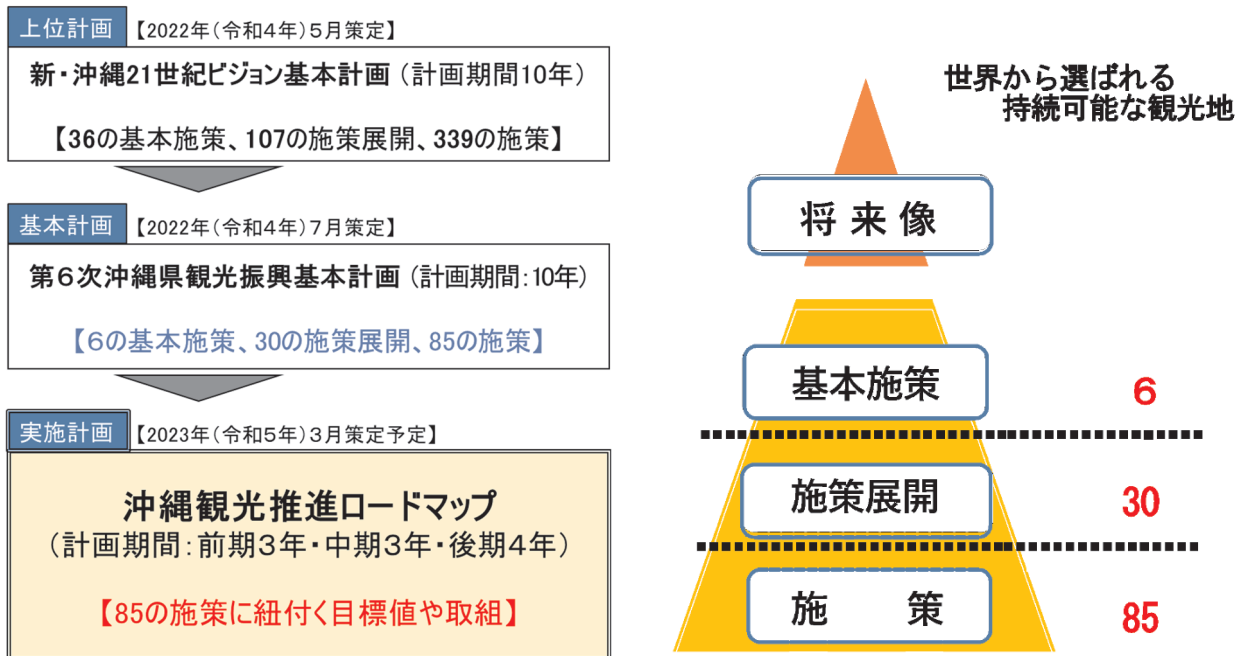 上位計画 【2022年(令和4年)5月策定】
新・沖縄21世紀ビジョン基本計画 (計画期間10年)
【36の基本施策、107の施策展開、339の施策】
基本計画 【2022年(令和4年)7月策定】
第6次沖縄県観光振興基本計画 (計画期間:10年)
【6の基本施策、30の施策展開、85の施策】
実施計画 【2023年(令和5年)3月策定予定】
沖縄観光推進ロードマップ
(計画期間:前期3年・中期3年・後期4年)
【85の施策に紐付く目標値や取組】
世界から選ばれる
持続可能な観光地
将来像
基本施策 6
施策展開 30
施 策 85